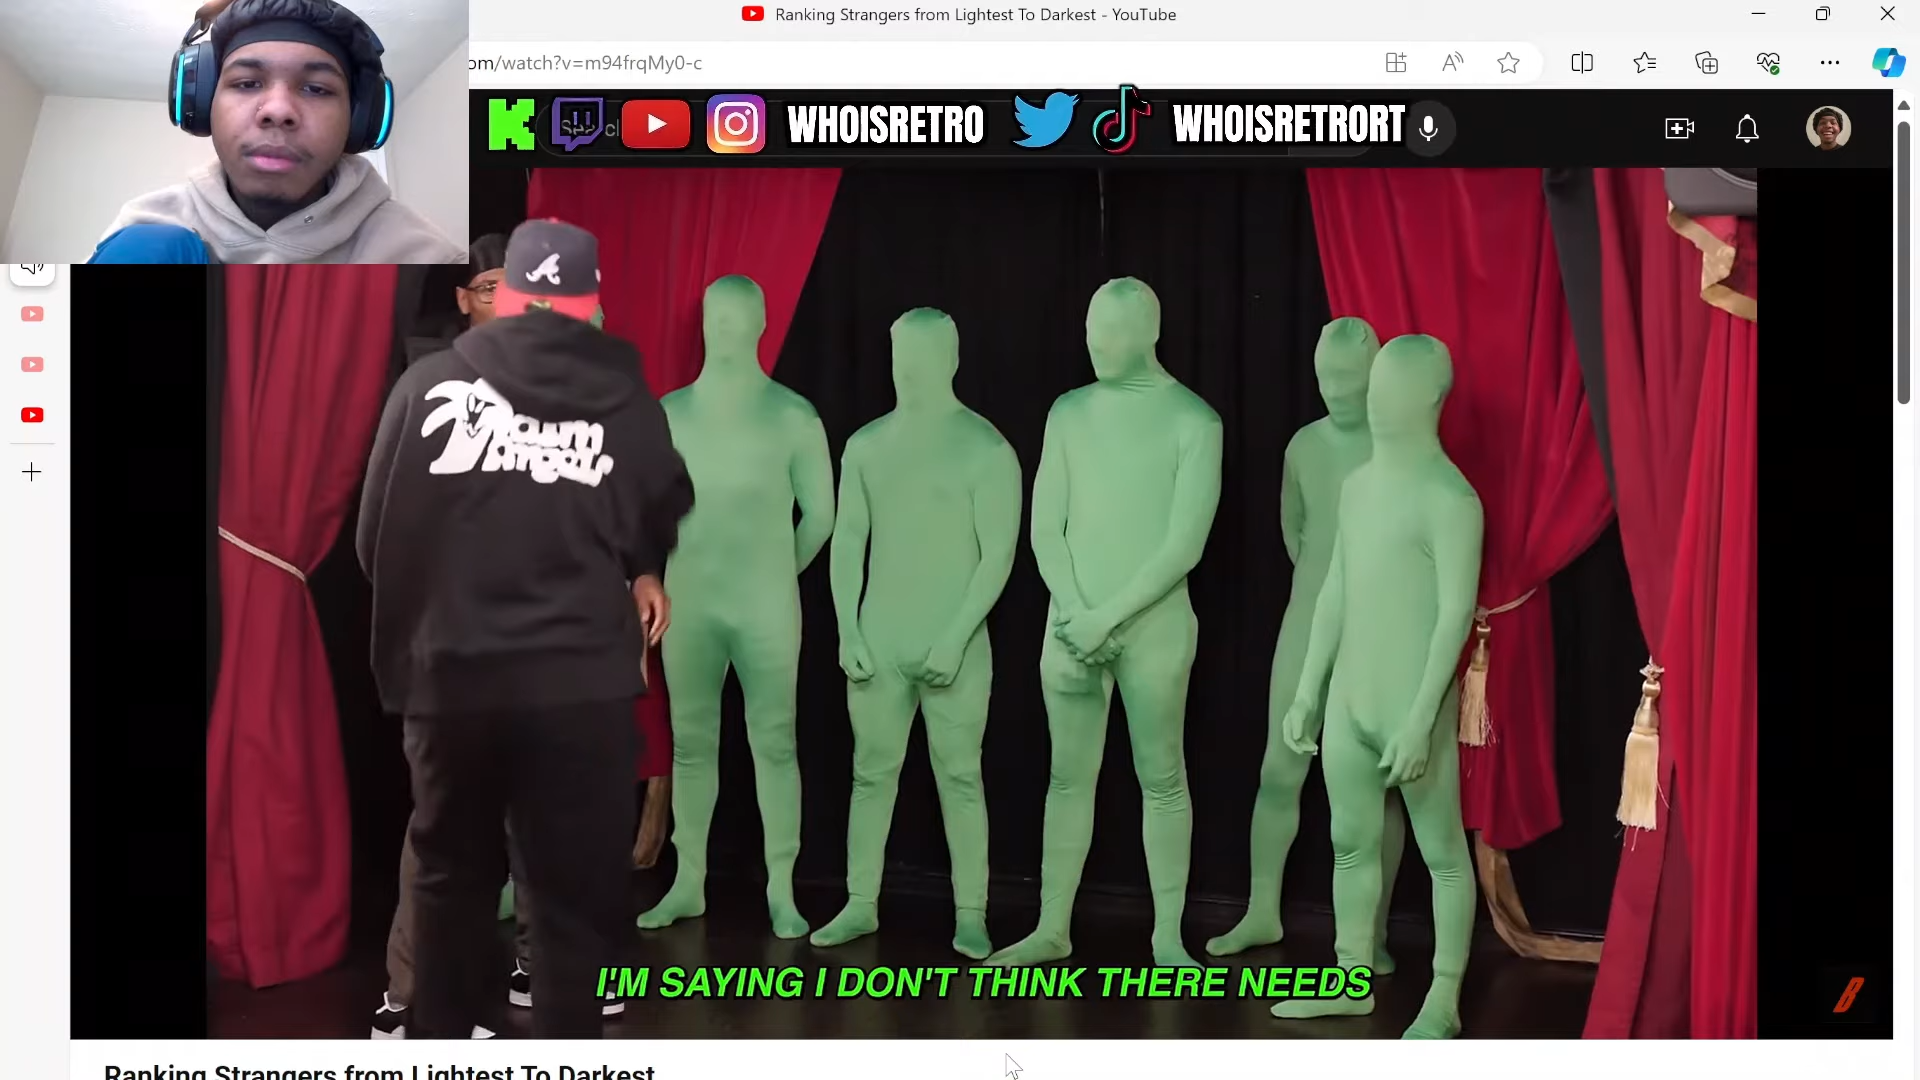 Ranking Strangers from Lightest To Darkest - YouTube
om/watch?v=m94frqMy0-c
WHOISRETRO
WHOISRETRORT
A
I'M SAYING I DON'T THINK THERE NEEDS
B
Ranking Strangers from Lightest To Darkest